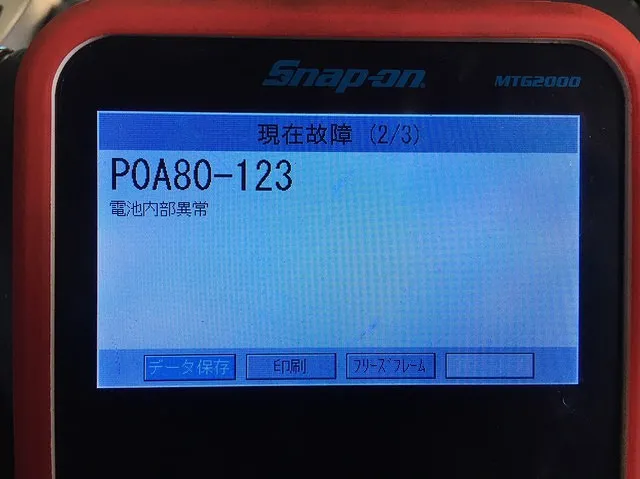 Snap-on
MTG2000
現在故障 (2/3)
P0A80-123
電池内部異常
データ保存
印刷
フリーズフレーム